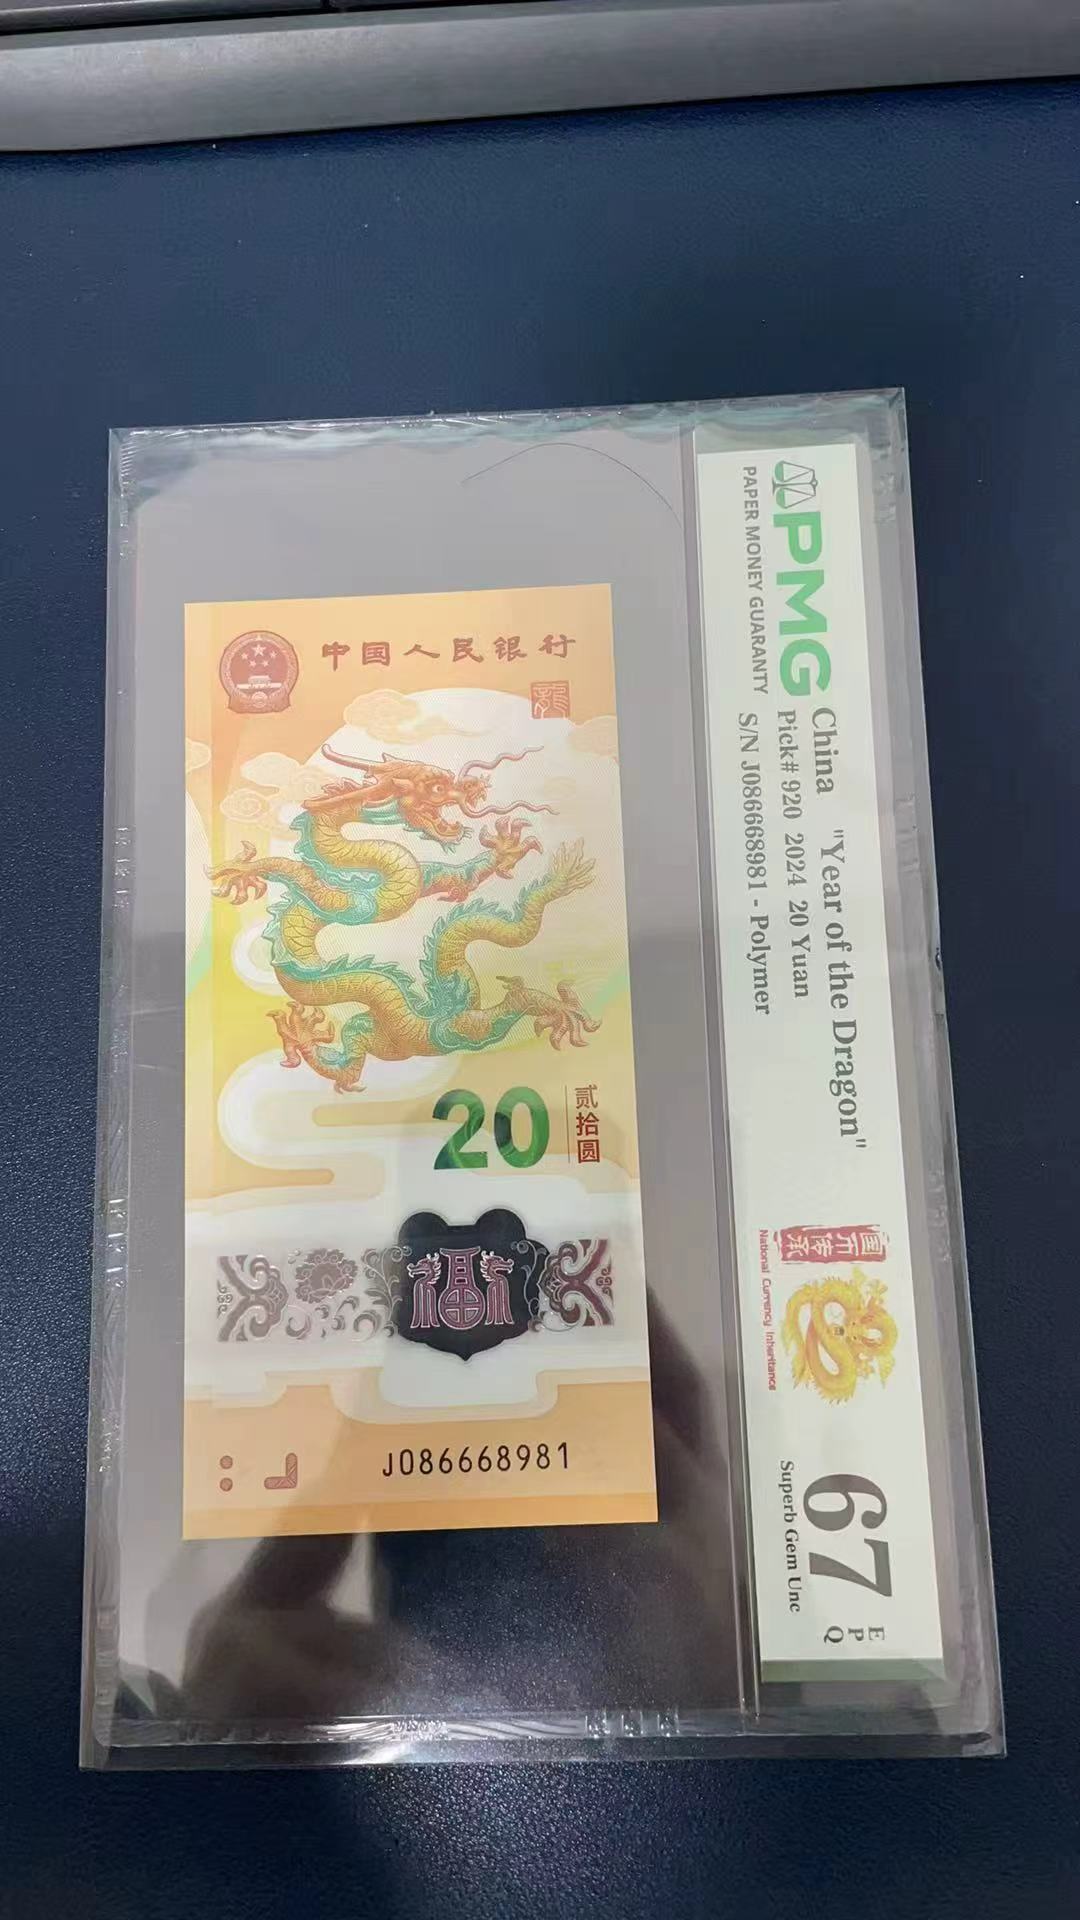 中国人民银行
龍
20
贰拾圆
福
J086668981
PMG
PAPER MONEY GUARANTY
China "Year of the Dragon"
Pick# 920 2024 20 Yuan
S/N J086668981 - Polymer
国币传承
National Currency Inheritance
67
EPQ
Superb Gem Unc